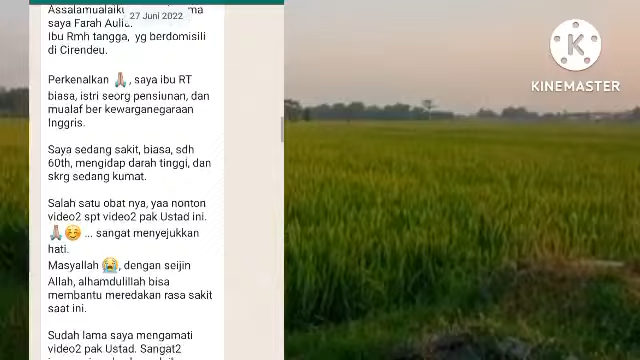 Assalamualaiku
27 Juni 2022
saya Farah Aulia.
Ibu Rmh tangga, yg berdomisili
di Cirendeu.
Perkenalkan 🙏🏼, saya ibu RT
biasa, istri seorg pensiunan, dan
mualaf ber kewarganegaraan
Inggris.
Saya sedang sakit, biasa, sdh
60th, mengidap darah tinggi, dan
skrg sedang kumat.
Salah satu obat nya, yaa nonton
video2 spt video2 pak Ustad ini.
🙏🏼☺️ ... sangat menyejukkan
hati.
Masyallah 😭, dengan seijin
Allah, alhamdulillah bisa
membantu meredakan rasa sakit
saat ini.
Sudah lama saya mengamati
video2 pak Ustad. Sangat2
K
KINEMASTER